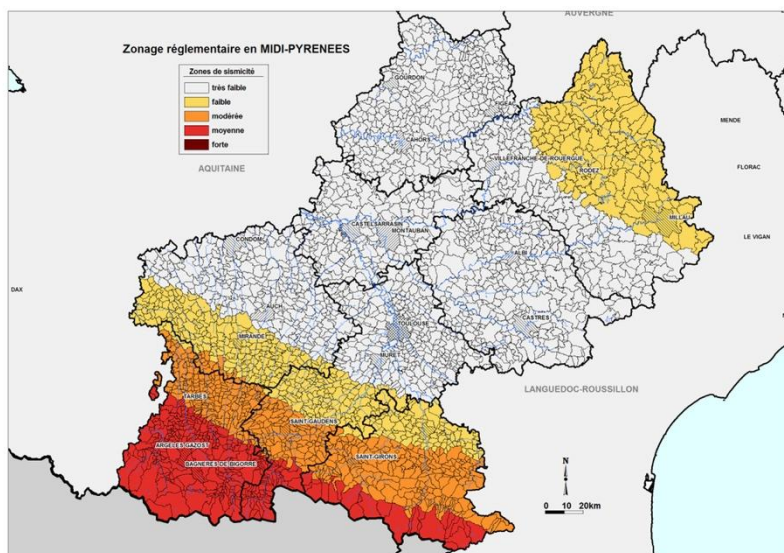 AUVERGNE
Zonage réglementaire en MIDI-PYRENEES
Zones de sismicité
très faible
faible
modérée
moyenne
forte
GOURDON
FIGEAC
CAHORS
MENDE
FLORAC
AQUITAINE
VILLEFRANCHE-DE-ROUERGUE
RODEZ
MILLAU
LE VIGAN
CASTELSARRASIN
MONTAUBAN
CONDOM
ALBI
DAX
AUCH
TOULOUSE
CASTRES
MIRANDE
MURET
LANGUEDOC-ROUSSILLON
TARBES
SAINT-GAUDENS
ARGELES-GAZOST
SAINT-GIRONS
BAGNERES DE BIGORRE
N
0 10 20km